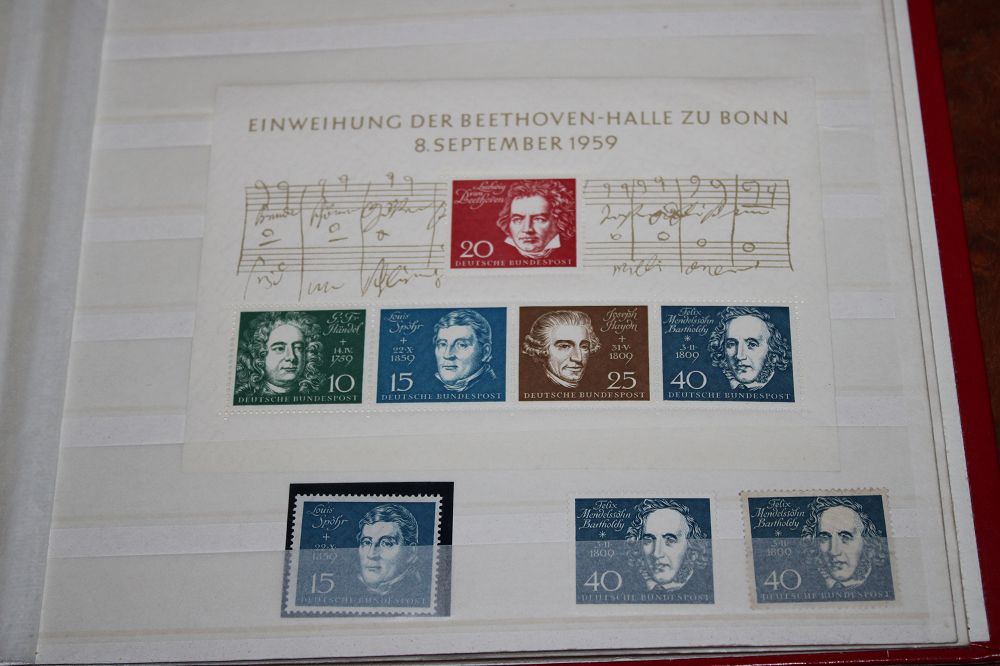 EINWEIHUNG DER BEETHOVEN-HALLE ZU BONN
8. SEPTEMBER 1959
Ludwig
van
Beethoven
20
DEUTSCHE BUNDESPOST
G. Fr.
Händel
+
14·IV.
1759
10
DEUTSCHE BUNDESPOST
Louis
Spohr
+
22·X·
1859
15
DEUTSCHE BUNDESPOST
Joseph
Haydn
+
31·V·
1809
25
DEUTSCHE BUNDESPOST
Felix
Mendelssohn
Bartholdy
*
3·II·
1809
40
DEUTSCHE BUNDESPOST
Louis
Spohr
+
22·X·
1859
15
DEUTSCHE BUNDESPOST
Felix
Mendelssohn
Bartholdy
*
3·II·
1809
40
DEUTSCHE BUNDESPOST
Felix
Mendelssohn
Bartholdy
*
3·II·
1809
40
DEUTSCHE BUNDESPOST